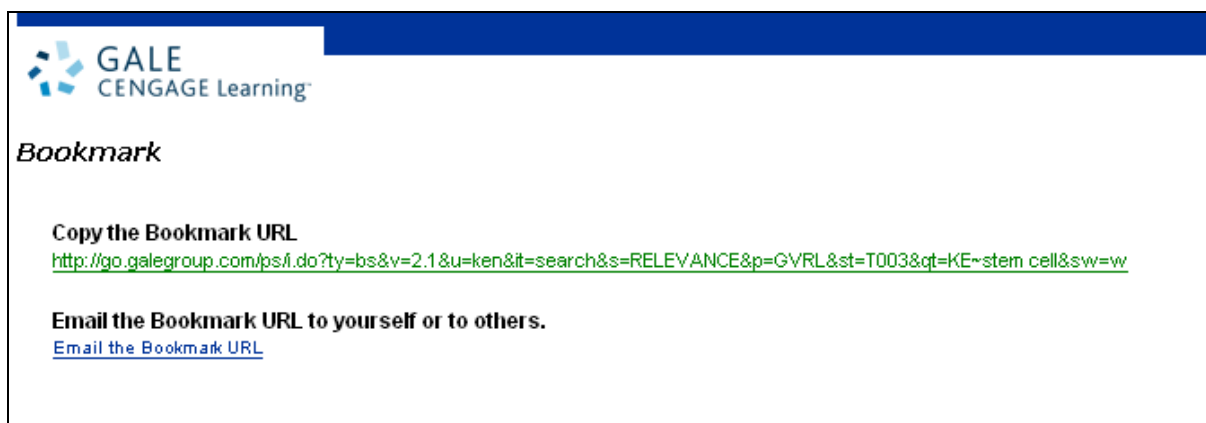 GALE
CENGAGE Learning™
Bookmark
Copy the Bookmark URL
http://go.galegroup.com/ps/i.do?ty=bs&v=2.1&u=ken&it=search&s=RELEVANCE&p=GVRL&st=T003&qt=KE~stem cell&sw=w
Email the Bookmark URL to yourself or to others.
Email the Bookmark URL